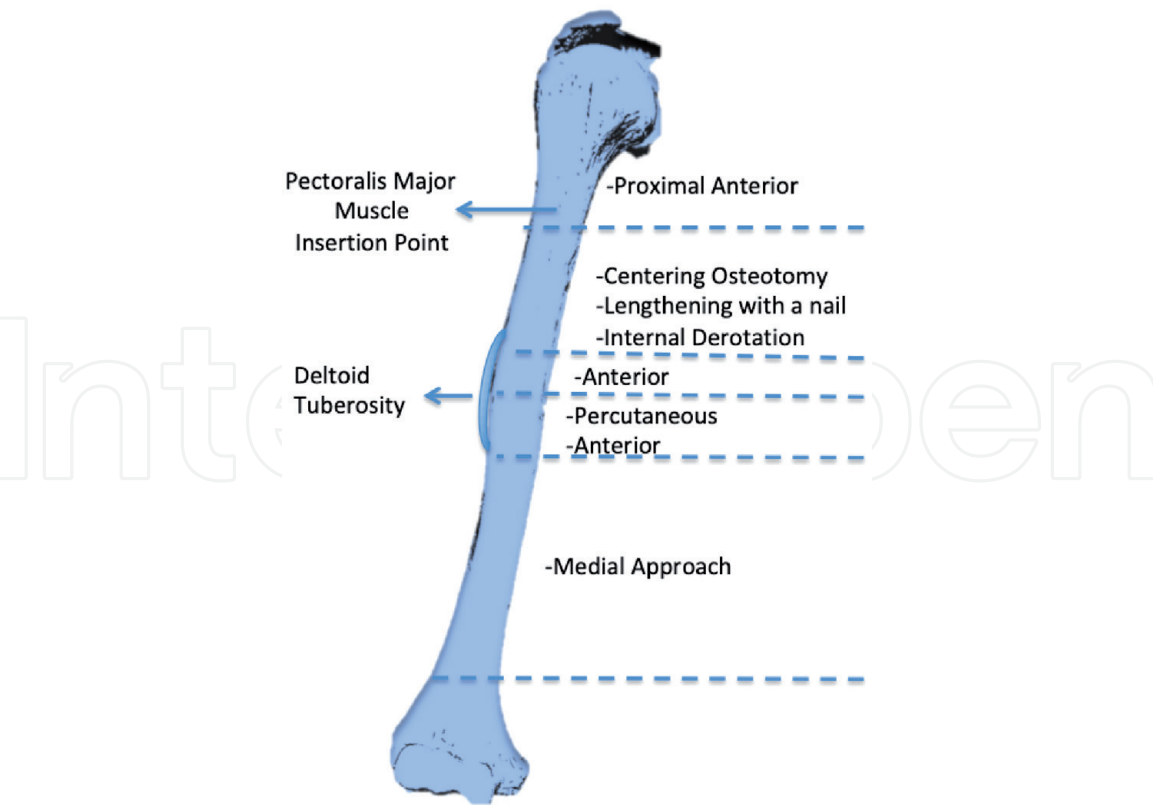 Pectoralis Major
Muscle
Insertion Point
-Proximal Anterior
-Centering Osteotomy
-Lengthening with a nail
-Internal Derotation
Deltoid
Tuberosity
-Anterior
-Percutaneous
-Anterior
-Medial Approach